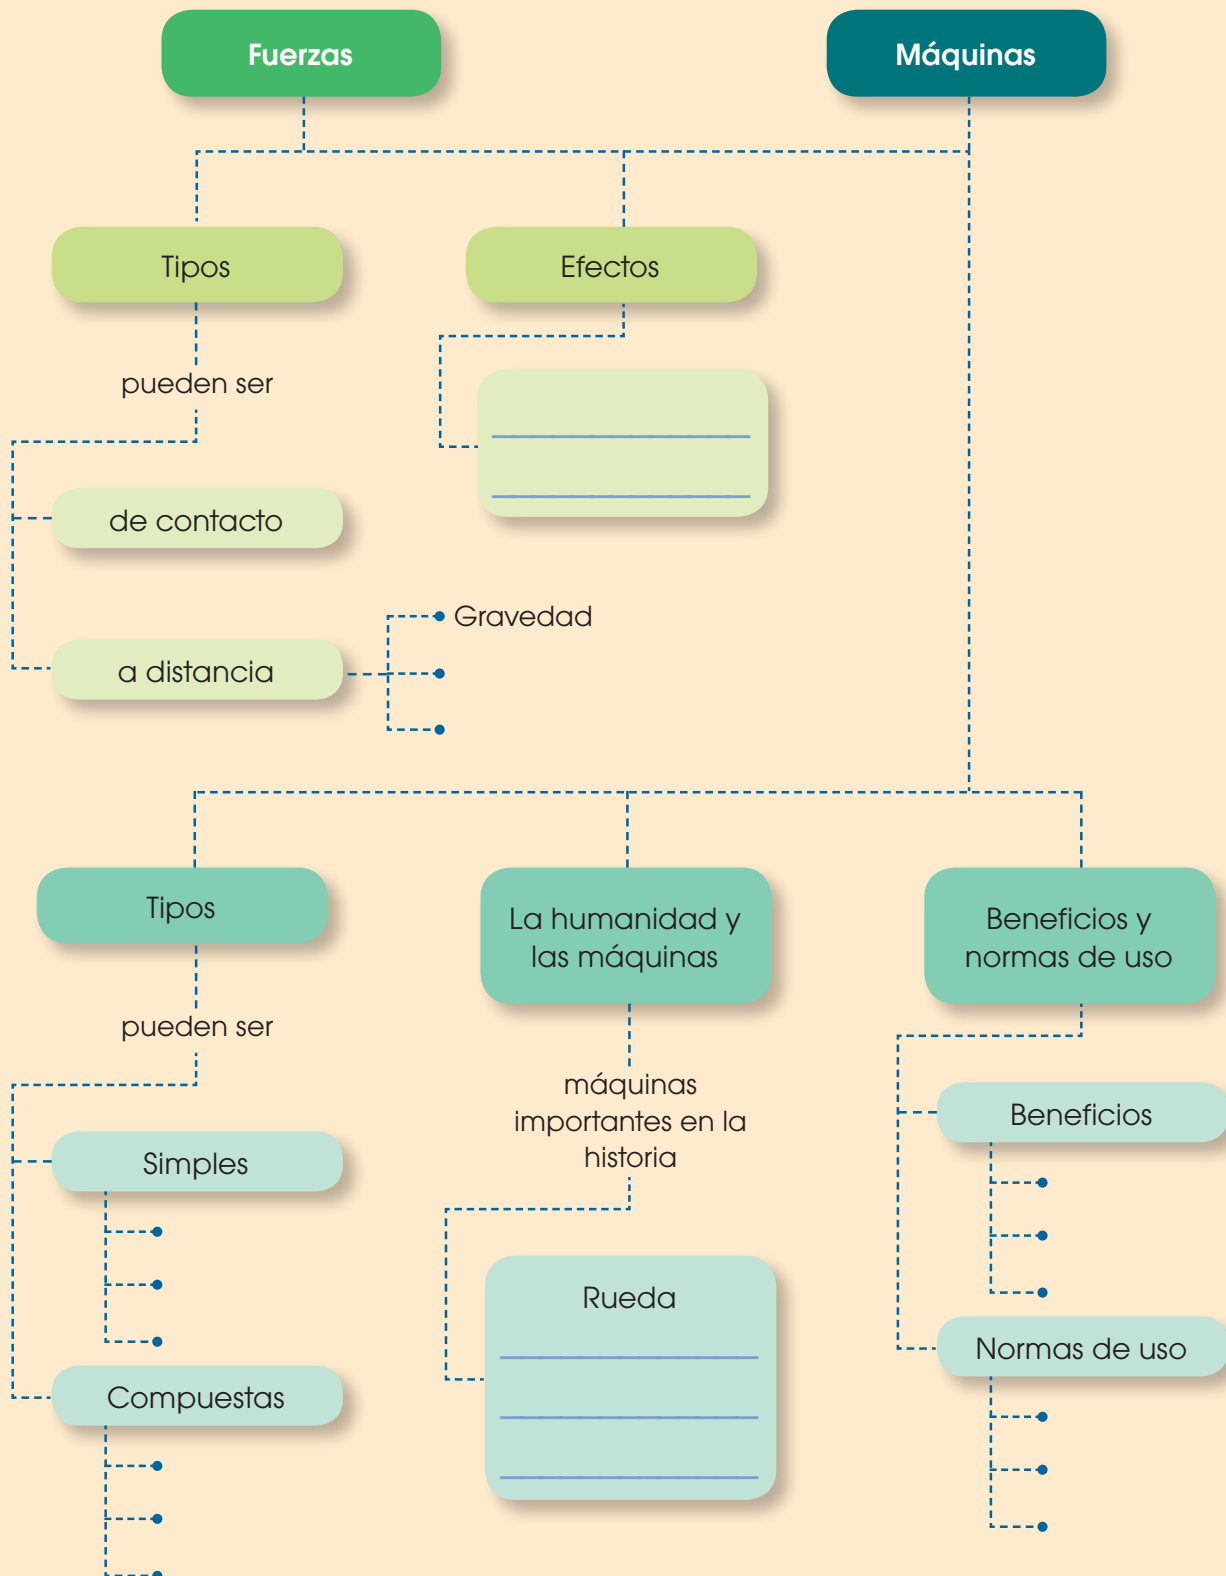 Fuerzas
Máquinas
Tipos
Efectos
pueden ser
de contacto
Gravedad
a distancia
Tipos
La humanidad y
las máquinas
Beneficios y
normas de uso
pueden ser
máquinas
importantes en la
historia
Beneficios
Simples
Rueda
Normas de uso
Compuestas